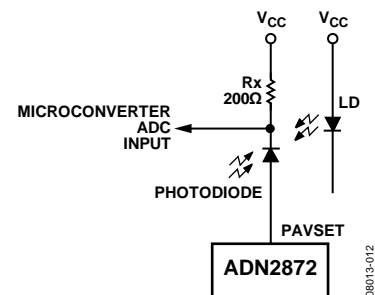 VCC
VCC
Rx
200Ω
LD
MICROCONVERTER
ADC
INPUT
PHOTODIODE
PAVSET
ADN2872
08013-012